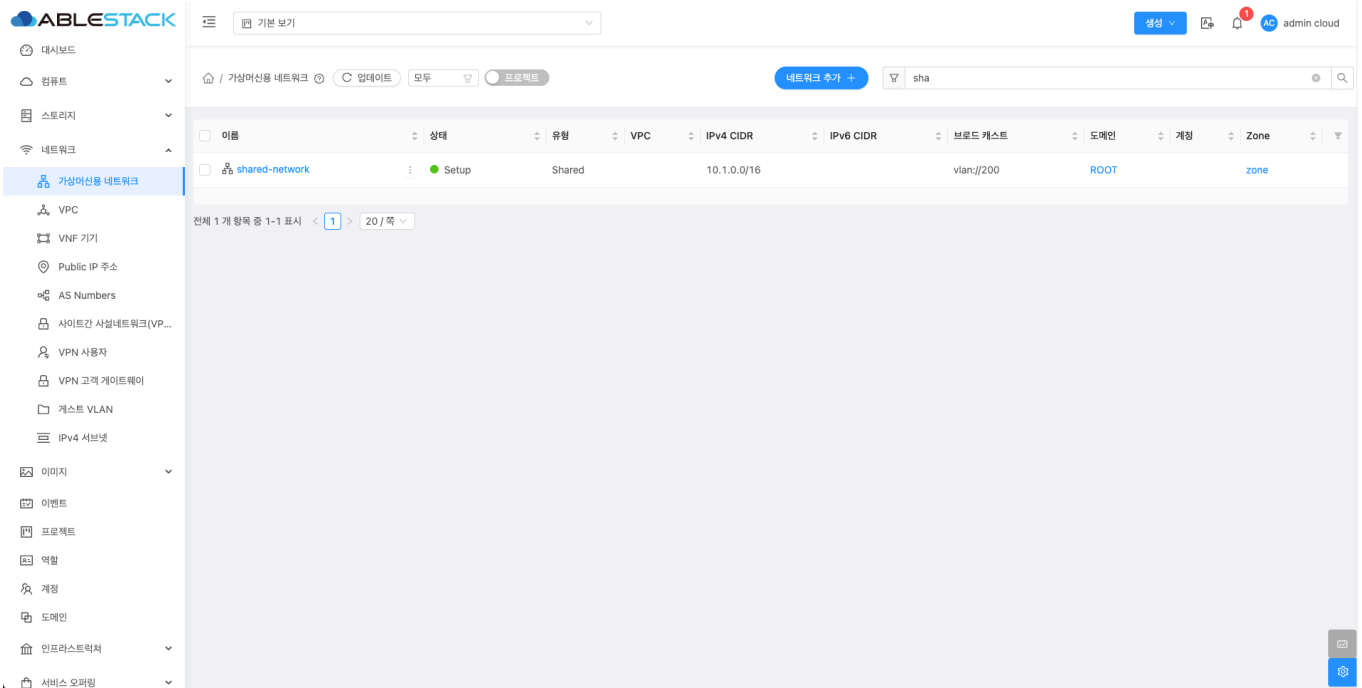 ABLESTACK
기본 보기
생성
1
AC
admin cloud
대시보드
컴퓨트
스토리지
네트워크
가상머신용 네트워크
VPC
VNF 기기
Public IP 주소
AS Numbers
사이트간 사설네트워크(VP...
VPN 사용자
VPN 고객 게이트웨이
게스트 VLAN
IPv4 서브넷
이미지
이벤트
프로젝트
역할
계정
도메인
인프라스트럭쳐
서비스 오퍼링
/ 가상머신용 네트워크 업데이트 모두 프로젝트
네트워크 추가 +
sha
이름 상태 유형 VPC IPv4 CIDR IPv6 CIDR 브로드 캐스트 도메인 계정 Zone
shared-network Setup Shared 10.1.0.0/16 vlan://200 ROOT zone
전체 1 개 항목 중 1-1 표시 < 1 > 20 / 쪽